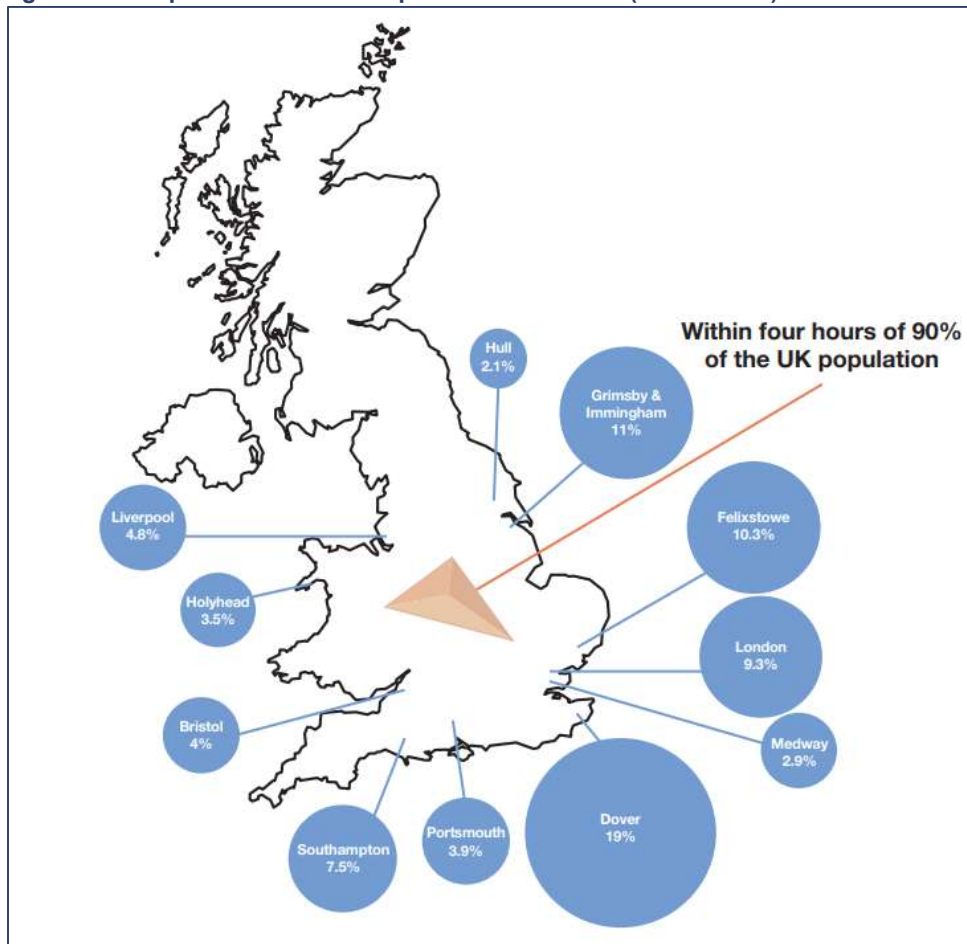 Within four hours of 90%
of the UK population
Hull
2.1%
Grimsby &
Immingham
11%
Liverpool
4.8%
Felixstowe
10.3%
Holyhead
3.5%
London
9.3%
Bristol
4%
Medway
2.9%
Dover
19%
Southampton
7.5%
Portsmouth
3.9%